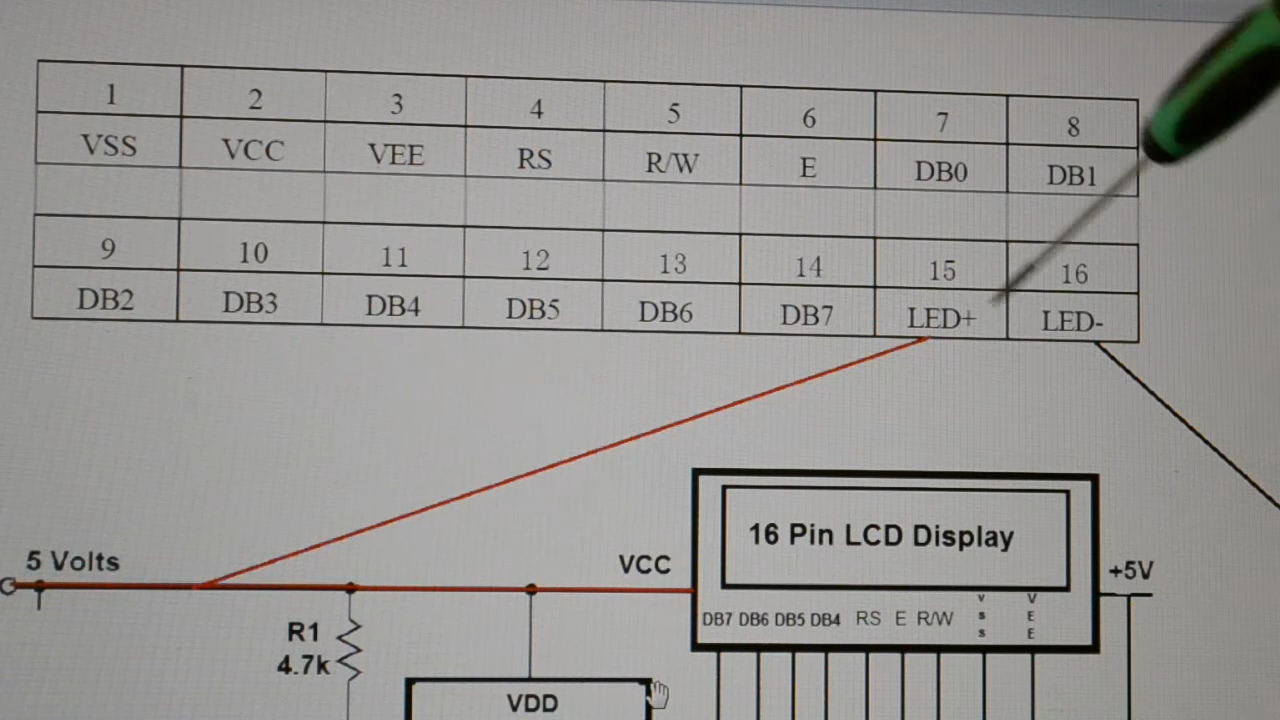 1 2 3 4 5 6 7 8
VSS VCC VEE RS R/W E DB0 DB1
9 10 11 12 13 14 15 16
DB2 DB3 DB4 DB5 DB6 DB7 LED+ LED-
16 Pin LCD Display
5 Volts
VCC
+5V
DB7 DB6 DB5 DB4 RS E R/W Vss VEE
R1
4.7k
VDD